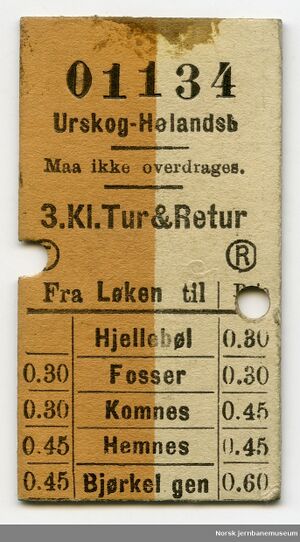 01134
Urskog-Hølandsb
Maa ikke overdrages.
3.Kl.Tur&Retur
R
Fra Løken til
Hjellebøl 0.30
0.30 Fosser 0.30
0.30 Komnes 0.45
0.45 Hemnes 0.45
0.45 Bjørkel gen 0.60
Norsk jernbanemuseum